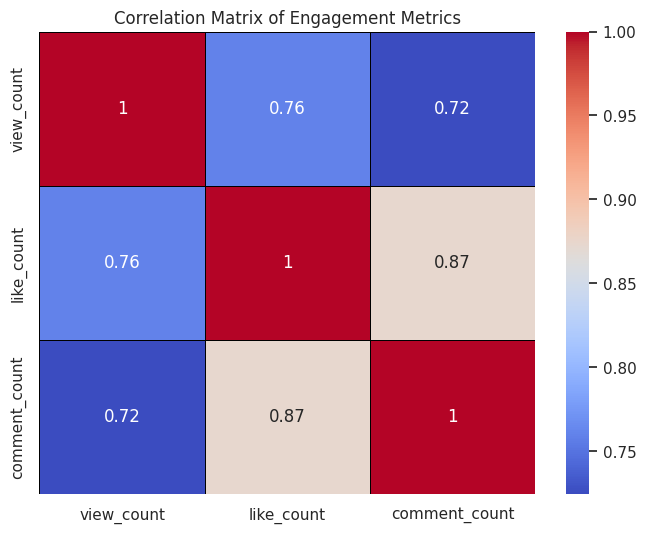 Correlation Matrix of Engagement Metrics
view_count
1
0.76
0.72
like_count
0.76
1
0.87
comment_count
0.72
0.87
1
view_count
like_count
comment_count
1.00
0.95
0.90
0.85
0.80
0.75